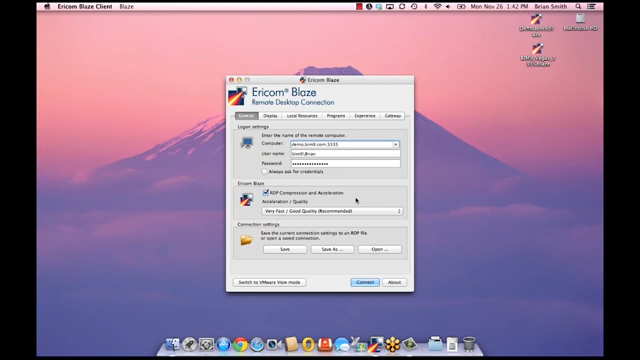 Ericom Blaze Client Blaze
Mon Nov 26 1:42 PM Brian Smith
Macintosh HD
Ericom Blaze
Ericom® Blaze
Remote Desktop Connection
General Display Local Resources Programs Experience Gateway
Logon settings
Enter the name of the remote computer.
Computer:
User name:
Password
Always ask for credentials
Ericom Blaze
RDP Compression and Acceleration
Acceleration / Quality
Very Fast / Good Quality (Recommended)
Connection settings
Save the current connection settings to an RDP file
or open a saved connection.
Save Save As ... Open ...
Switch to VMware View mode Connect About